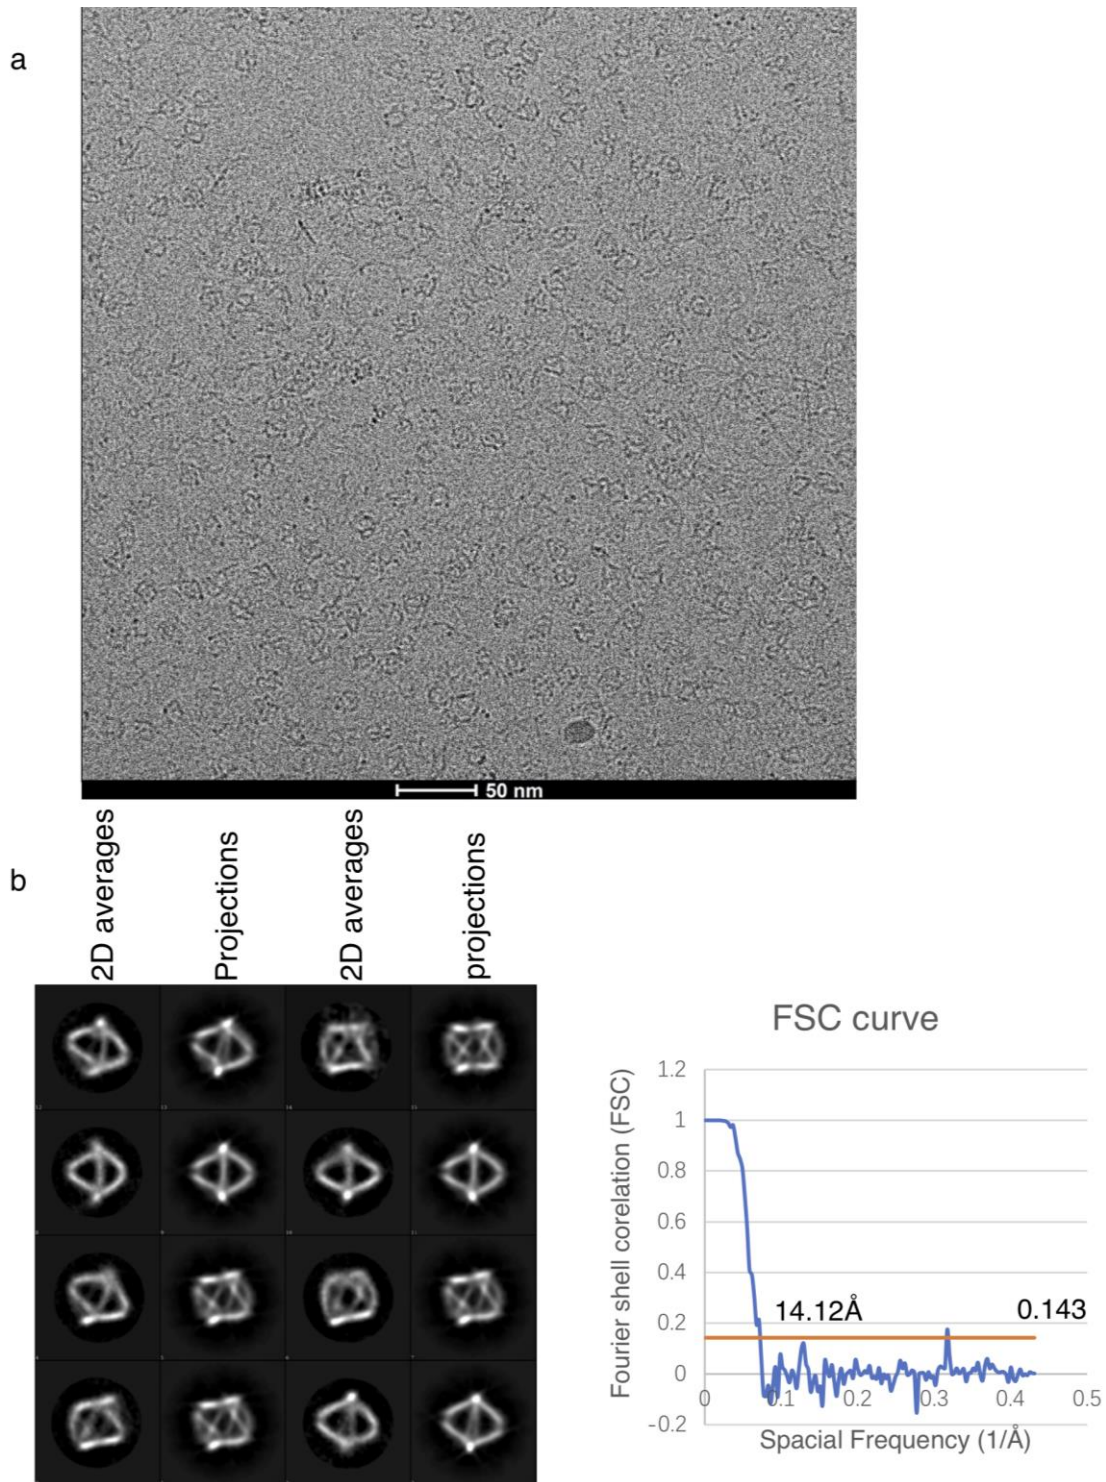 a
50 nm
2D averages
Projections
2D averages
projections
b
FSC curve
Fourier shell corelation (FSC)
1.2
1
0.8
0.6
0.4
0.2
0
-0.2
14.12Å
0.143
0
0.1
0.2
0.3
0.4
0.5
Spacial Frequency (1/Å)